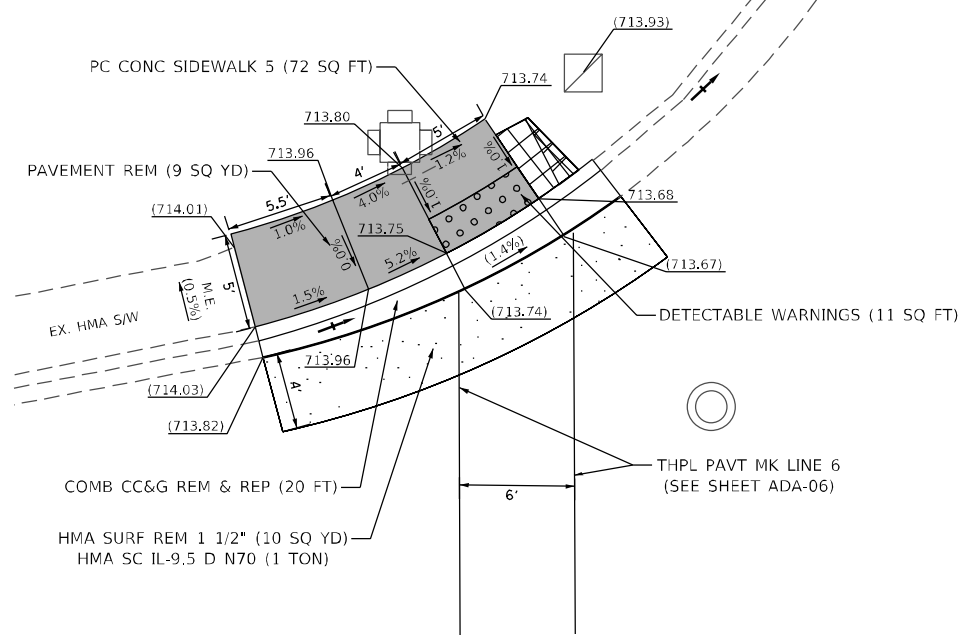 (713.93)
PC CONC SIDEWALK 5 (72 SQ FT)
713.74
713.80
5'
713.96
4'
1.2%
1.0%
PAVEMENT REM (9 SQ YD)
5.5'
4.0%
1.0%
(714.01)
1.0%
713.68
713.75
0.0%
5.2%
(1.4%)
(713.67)
5'
M.E.
(0.5%)
1.5%
EX. HMA S/W
(713.74)
DETECTABLE WARNINGS (11 SQ FT)
713.96
(714.03)
4'
(713.82)
THPL PAVT MK LINE 6
(SEE SHEET ADA-06)
COMB CC&G REM & REP (20 FT)
6'
HMA SURF REM 1 1/2" (10 SQ YD)
HMA SC IL-9.5 D N70 (1 TON)